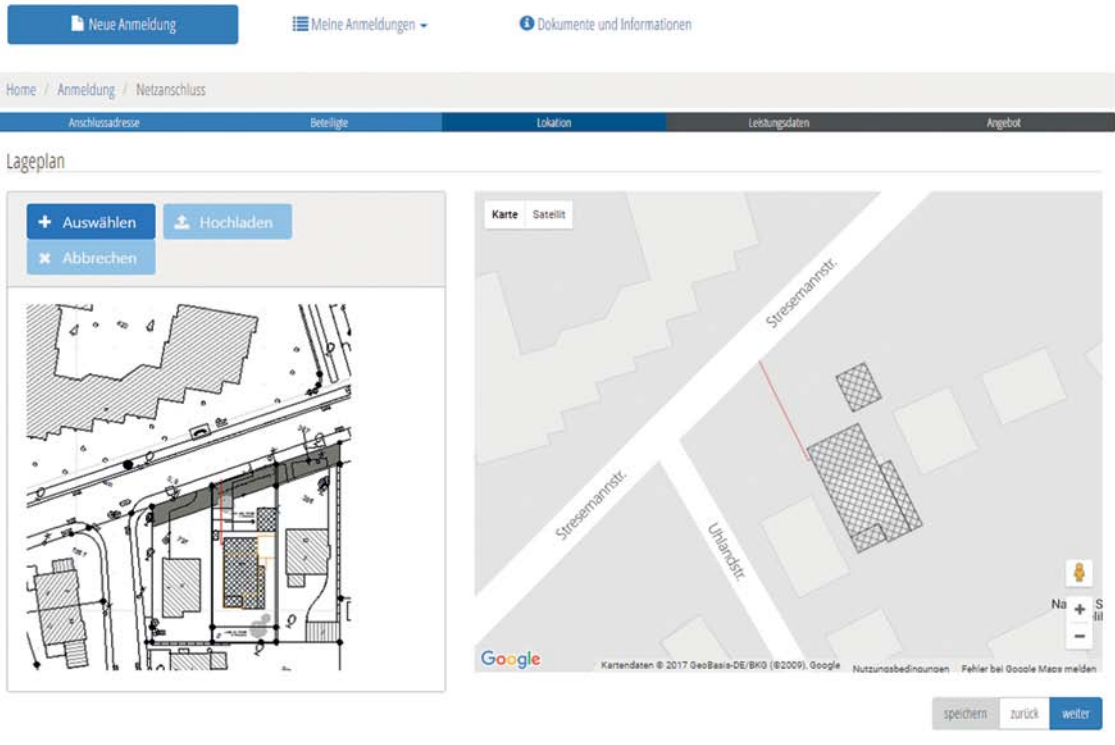 Neue Anmeldung Meine Anmeldungen Dokumente und Informationen
Home / Anmeldung / Netzanschluss
Anschlussadresse Beteiligte Lokation Leistungsdaten Angebot
Lageplan
+ Auswählen Hochladen
Abbrechen
Karte Satellit
Stresemannstr.
Stresemannstr.
Uhlandstr.
Google
Kartendaten © 2017 GeoBasis-DE/BKG (©2009), Google Nutzungsbedingungen Fehler bei Google Maps melden
speichern zurück weiter